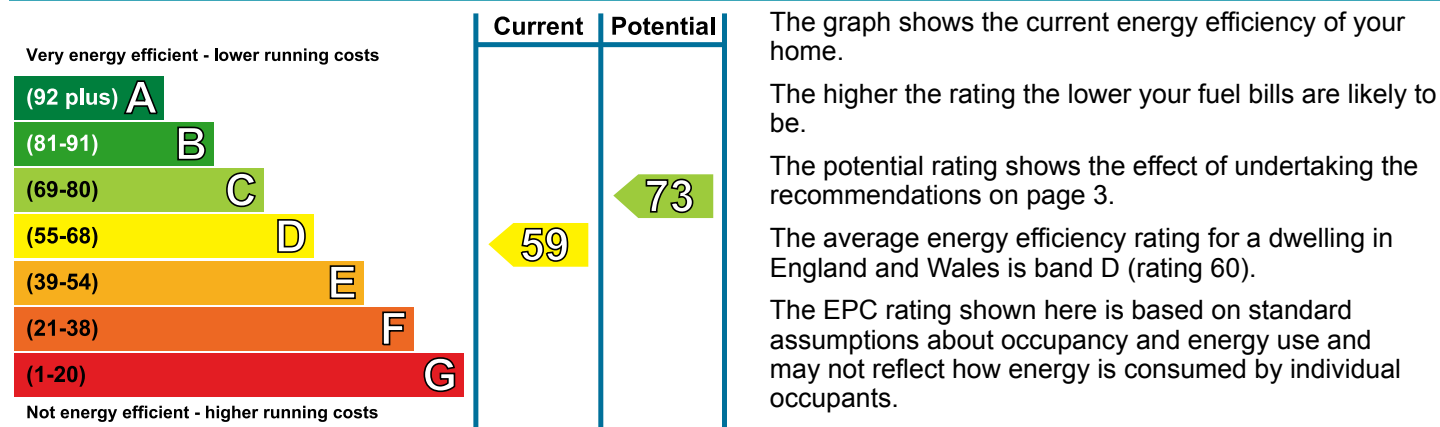 Current Potential
Very energy efficient - lower running costs
(92 plus) A
(81-91) B
(69-80) C
73
(55-68) D
59
(39-54) E
(21-38) F
(1-20) G
Not energy efficient - higher running costs
The graph shows the current energy efficiency of your
home.
The higher the rating the lower your fuel bills are likely to
be.
The potential rating shows the effect of undertaking the
recommendations on page 3.
The average energy efficiency rating for a dwelling in
England and Wales is band D (rating 60).
The EPC rating shown here is based on standard
assumptions about occupancy and energy use and
may not reflect how energy is consumed by individual
occupants.